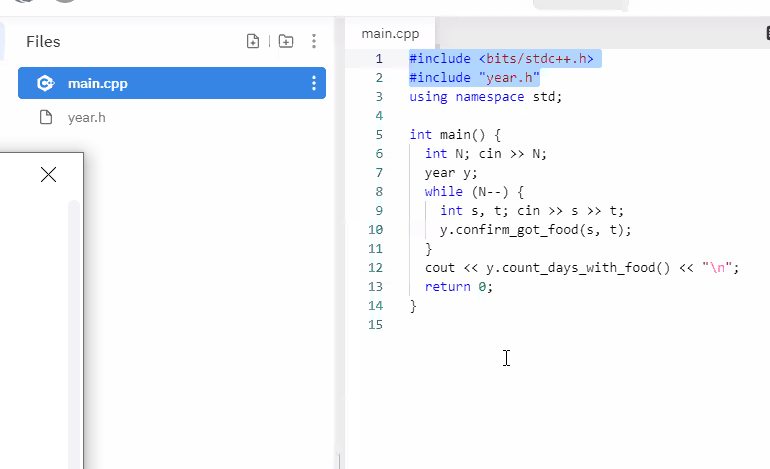 Files
main.cpp
year.h
main.cpp
1 #include <bits/stdc++.h>
2 #include "year.h"
3 using namespace std;
4
5 int main() {
6   int N; cin >> N;
7   year y;
8   while (N--) {
9     int s, t; cin >> s >> t;
10     y.confirm_got_food(s, t);
11   }
12   cout << y.count_days_with_food() << "\n";
13   return 0;
14 }
15